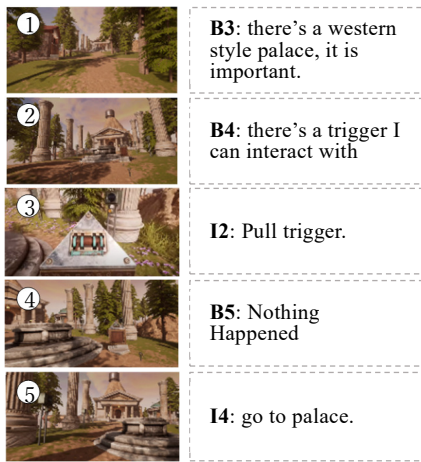 1
B3: there's a western
style palace, it is
important.
2
B4: there's a trigger I
can interact with
3
I2: Pull trigger.
4
B5: Nothing
Happened
5
I4: go to palace.